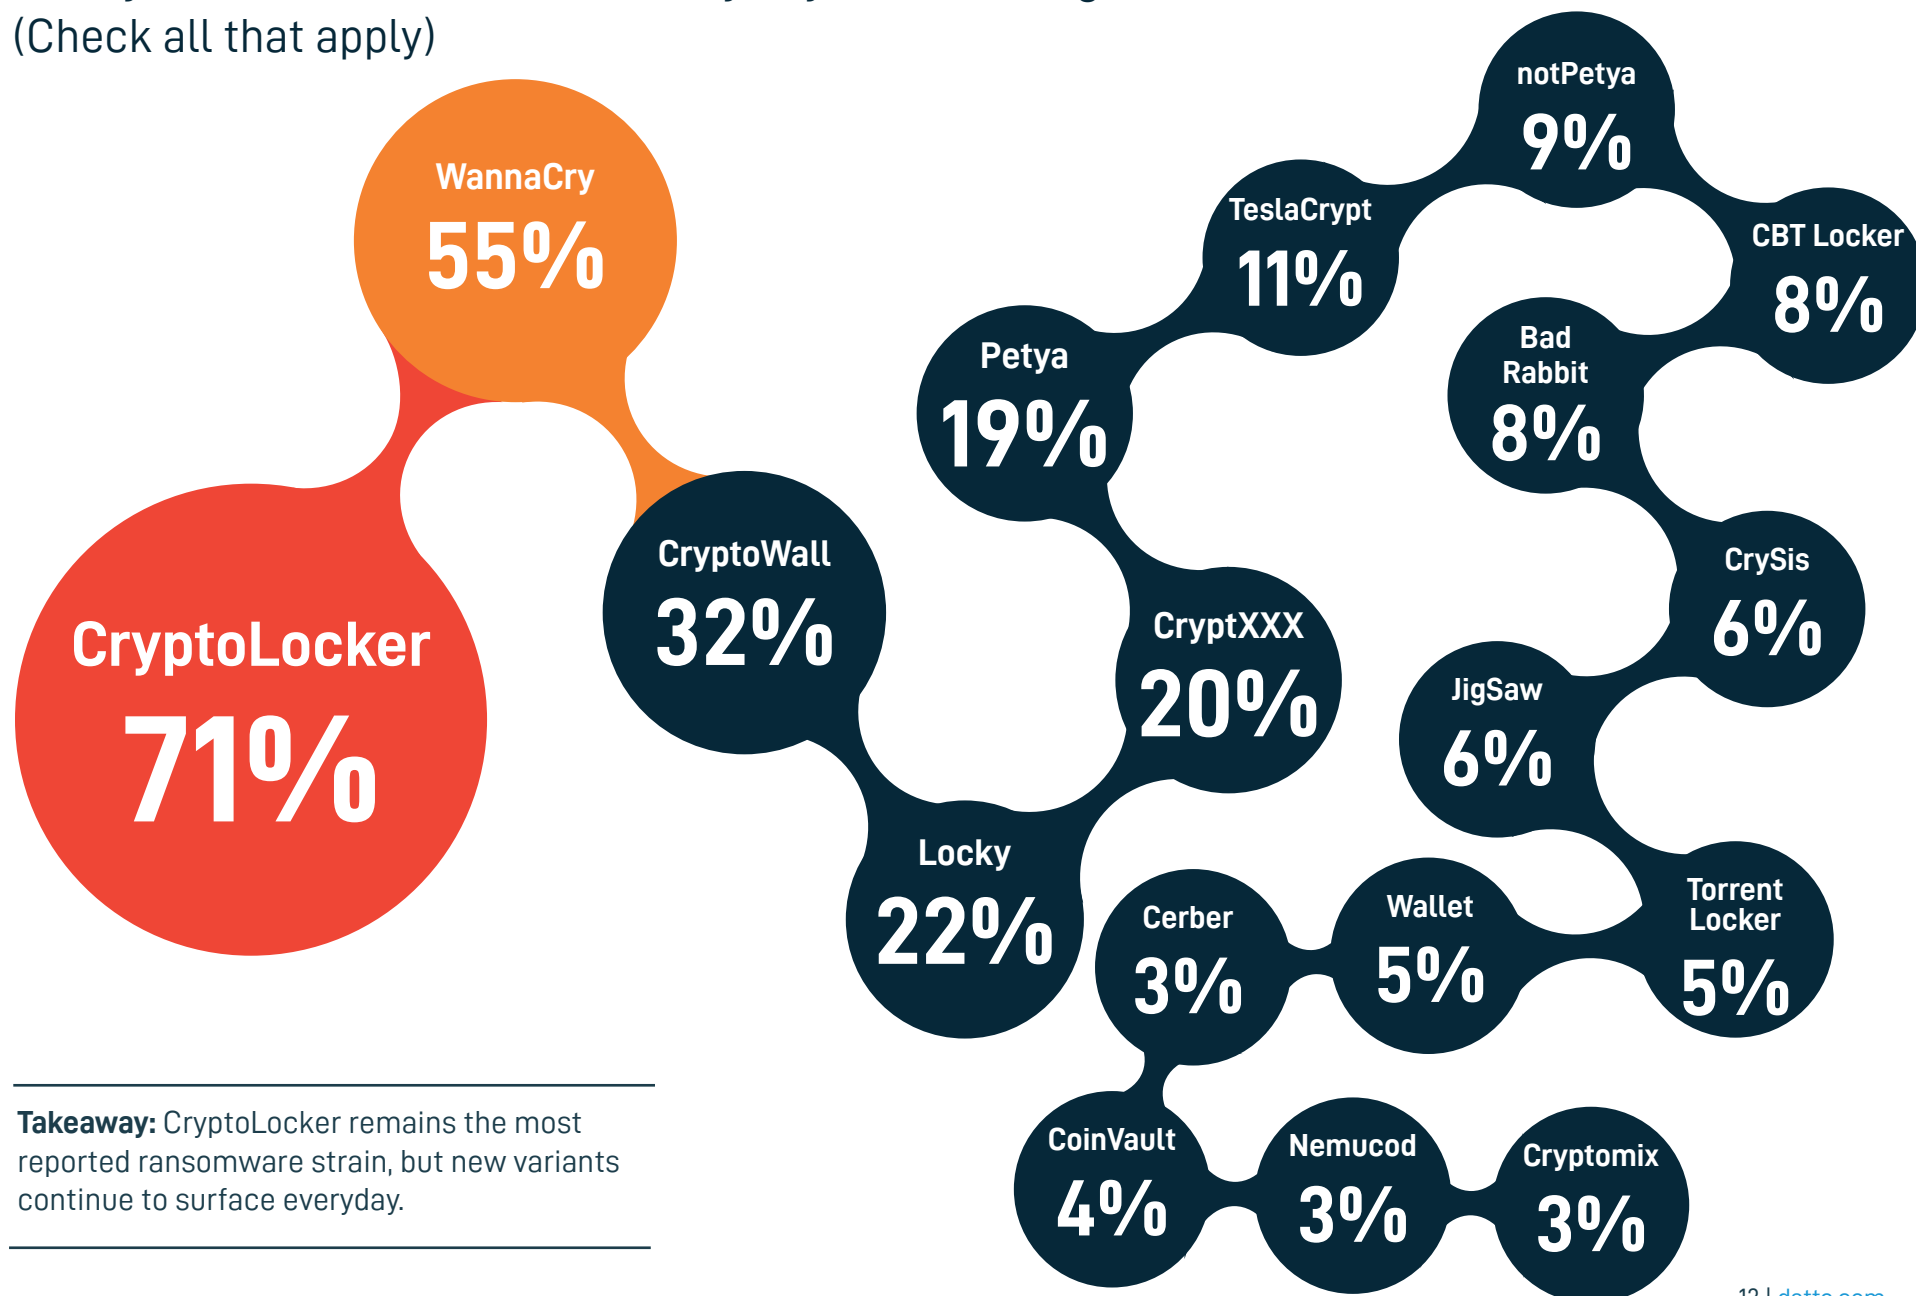 (Check all that apply)
WannaCry
55%
CryptoLocker
71%
CryptoWall
32%
Locky
22%
CryptXXX
20%
Petya
19%
TeslaCrypt
11%
notPetya
9%
CBT Locker
8%
Bad
Rabbit
8%
CrySis
6%
JigSaw
6%
Torrent
Locker
5%
Wallet
5%
Cerber
3%
CoinVault
4%
Nemucod
3%
Cryptomix
3%
Takeaway: CryptoLocker remains the most
reported ransomware strain, but new variants
continue to surface everyday.